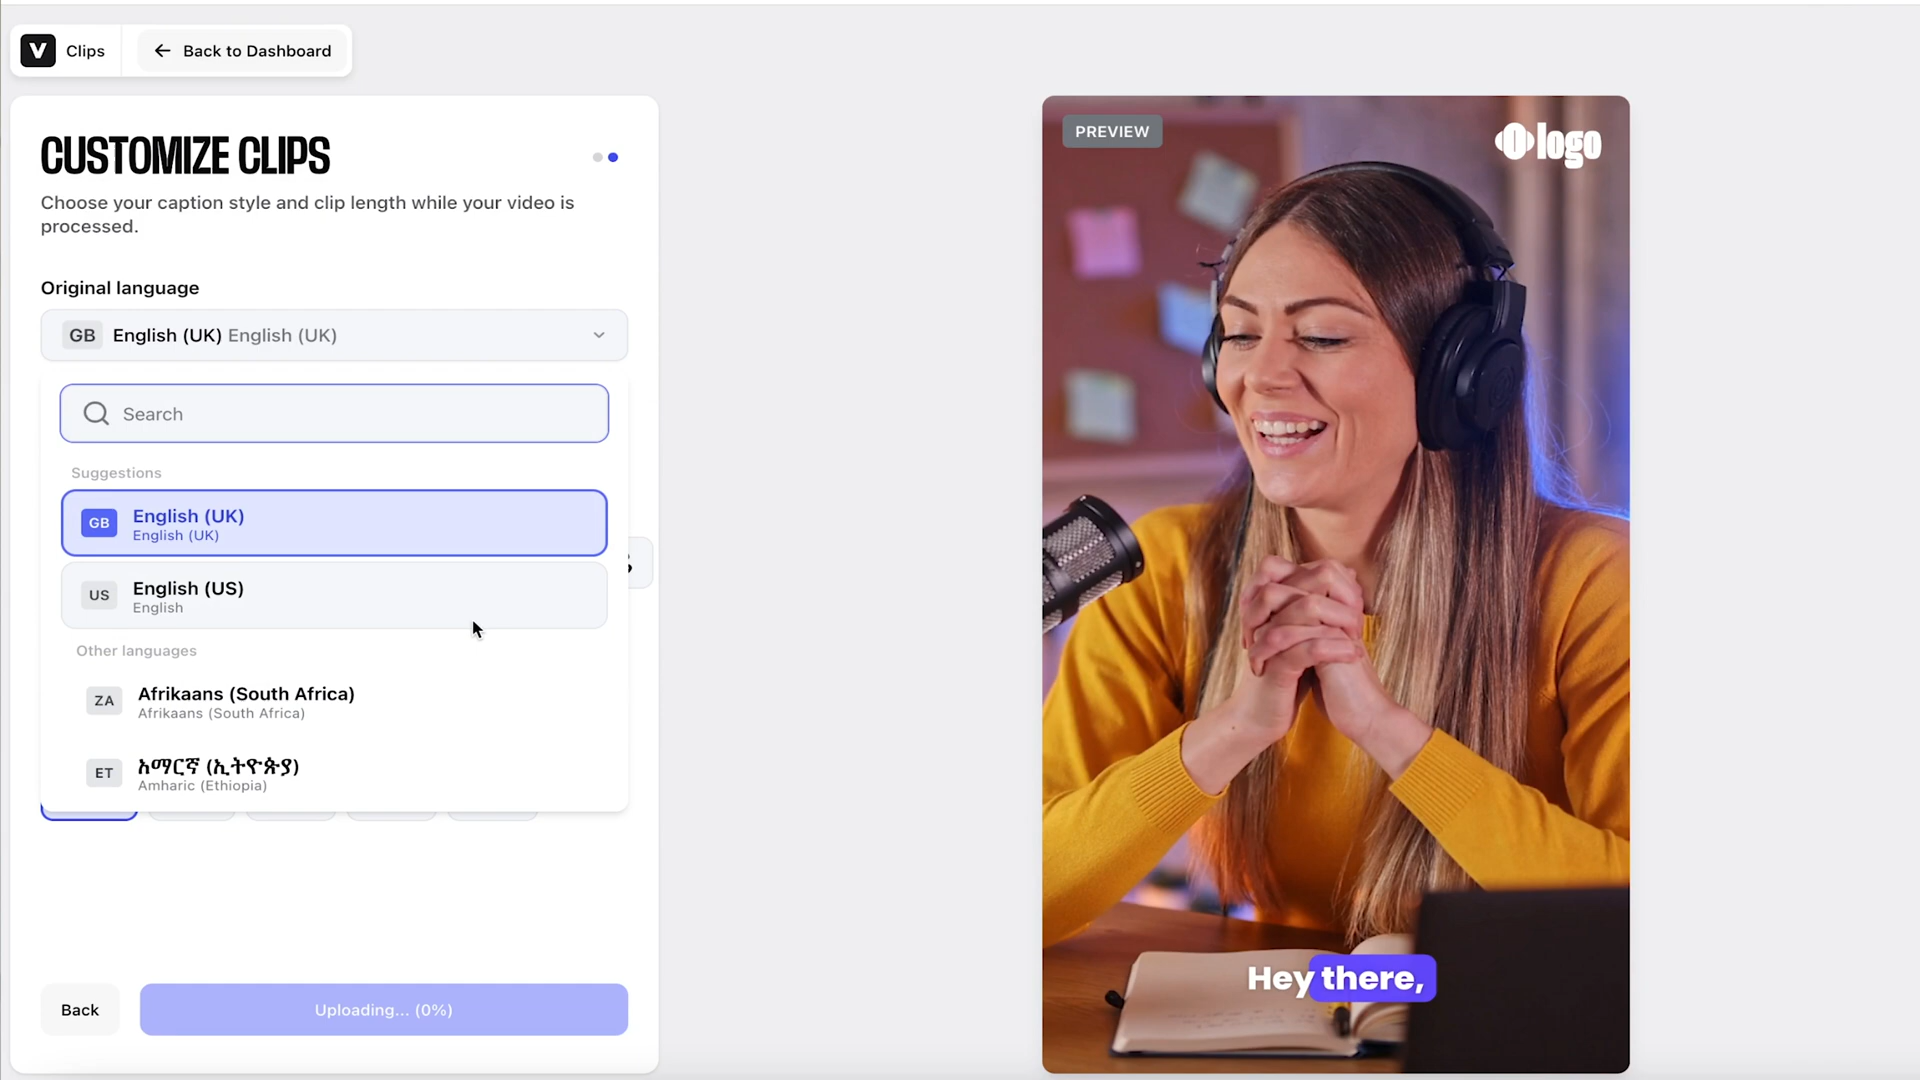 V Clips
← Back to Dashboard
CUSTOMIZE CLIPS
Choose your caption style and clip length while your video is
processed.
Original language
GB English (UK) English (UK)
Search
Suggestions
GB English (UK)
English (UK)
US English (US)
English
Other languages
ZA Afrikaans (South Africa)
Afrikaans (South Africa)
ET አማርኛ (ኢትዮጵያ)
Amharic (Ethiopia)
Back
Uploading... (0%)
PREVIEW
logo
Hey there,